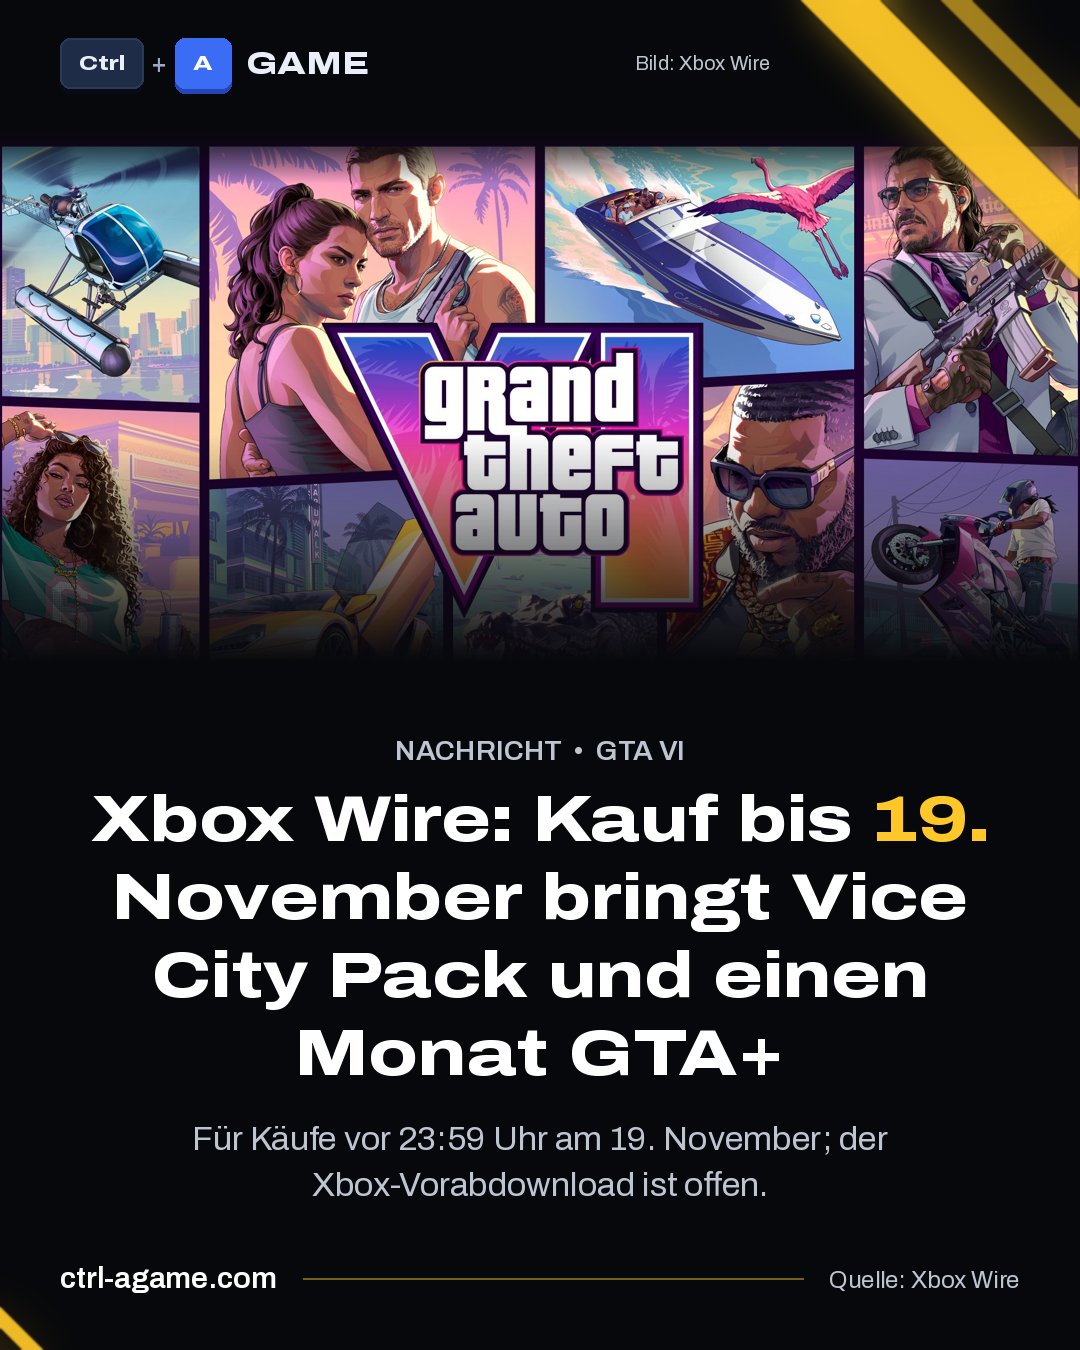 Ctrl + A GAME
Bild: Xbox Wire
grand
theft
auto
VI
NACHRICHT • GTA VI
Xbox Wire: Kauf bis 19.
November bringt Vice
City Pack und einen
Monat GTA+
Für Käufe vor 23:59 Uhr am 19. November; der
Xbox-Vorabdownload ist offen.
ctrl-agame.com
Quelle: Xbox Wire